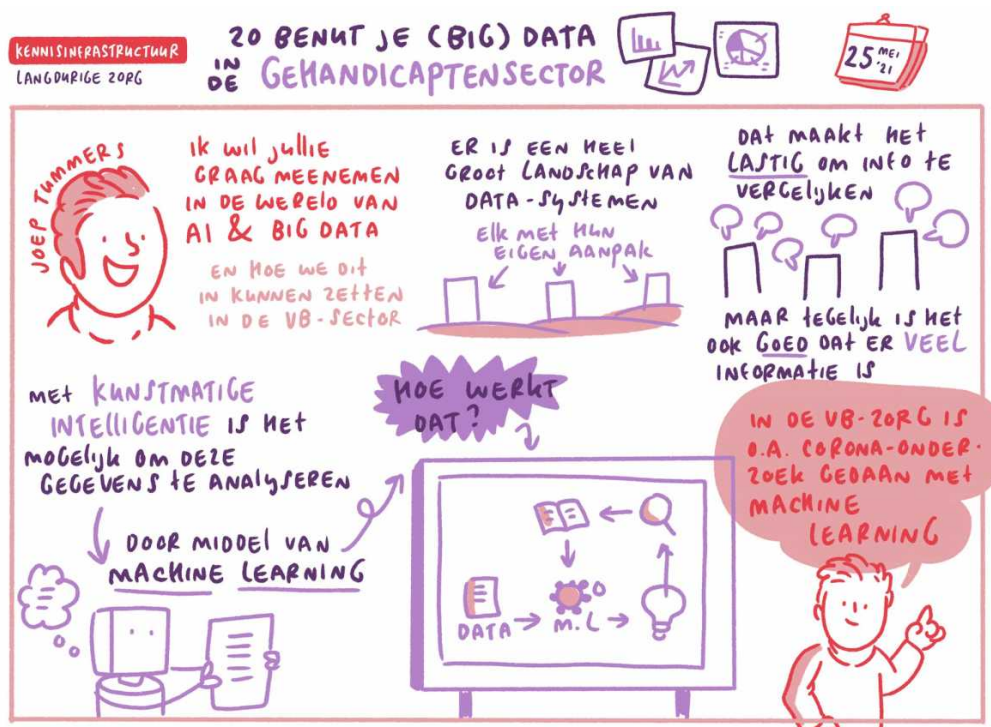 KENNISINFRASTRUCTUUR
LANGDURIGE ZORG
ZO BENUT JE (BIG) DATA
IN DE GEHANDICAPTENSECTOR
25 MEI '21
JOEP TUMMERS
IK WIL JULLIE
GRAAG MEENEMEN
IN DE WERELD VAN
AI & BIG DATA
EN HOE WE DIT
IN KUNNEN ZETTEN
IN DE VB-SECTOR
ER IS EEN HEEL
GROOT LANDSCHAP VAN
DATA-SYSTEMEN
ELK MET HUN
EIGEN AANPAK
DAT MAAKT HET
LASTIG OM INFO TE
VERGELIJKEN
MAAR TEGELIJK IS HET
OOK GOED DAT ER VEEL
INFORMATIE IS
MET KUNSTMATIGE
INTELLIGENTIE IS HET
MOGELIJK OM DEZE
GEGEVENS TE ANALYSEREN
DOOR MIDDEL VAN
MACHINE LEARNING
HOE WERKT
DAT?
DATA
M.L
IN DE VB-ZORG IS
O.A. CORONA-ONDER-
ZOEK GEDAAN MET
MACHINE
LEARNING